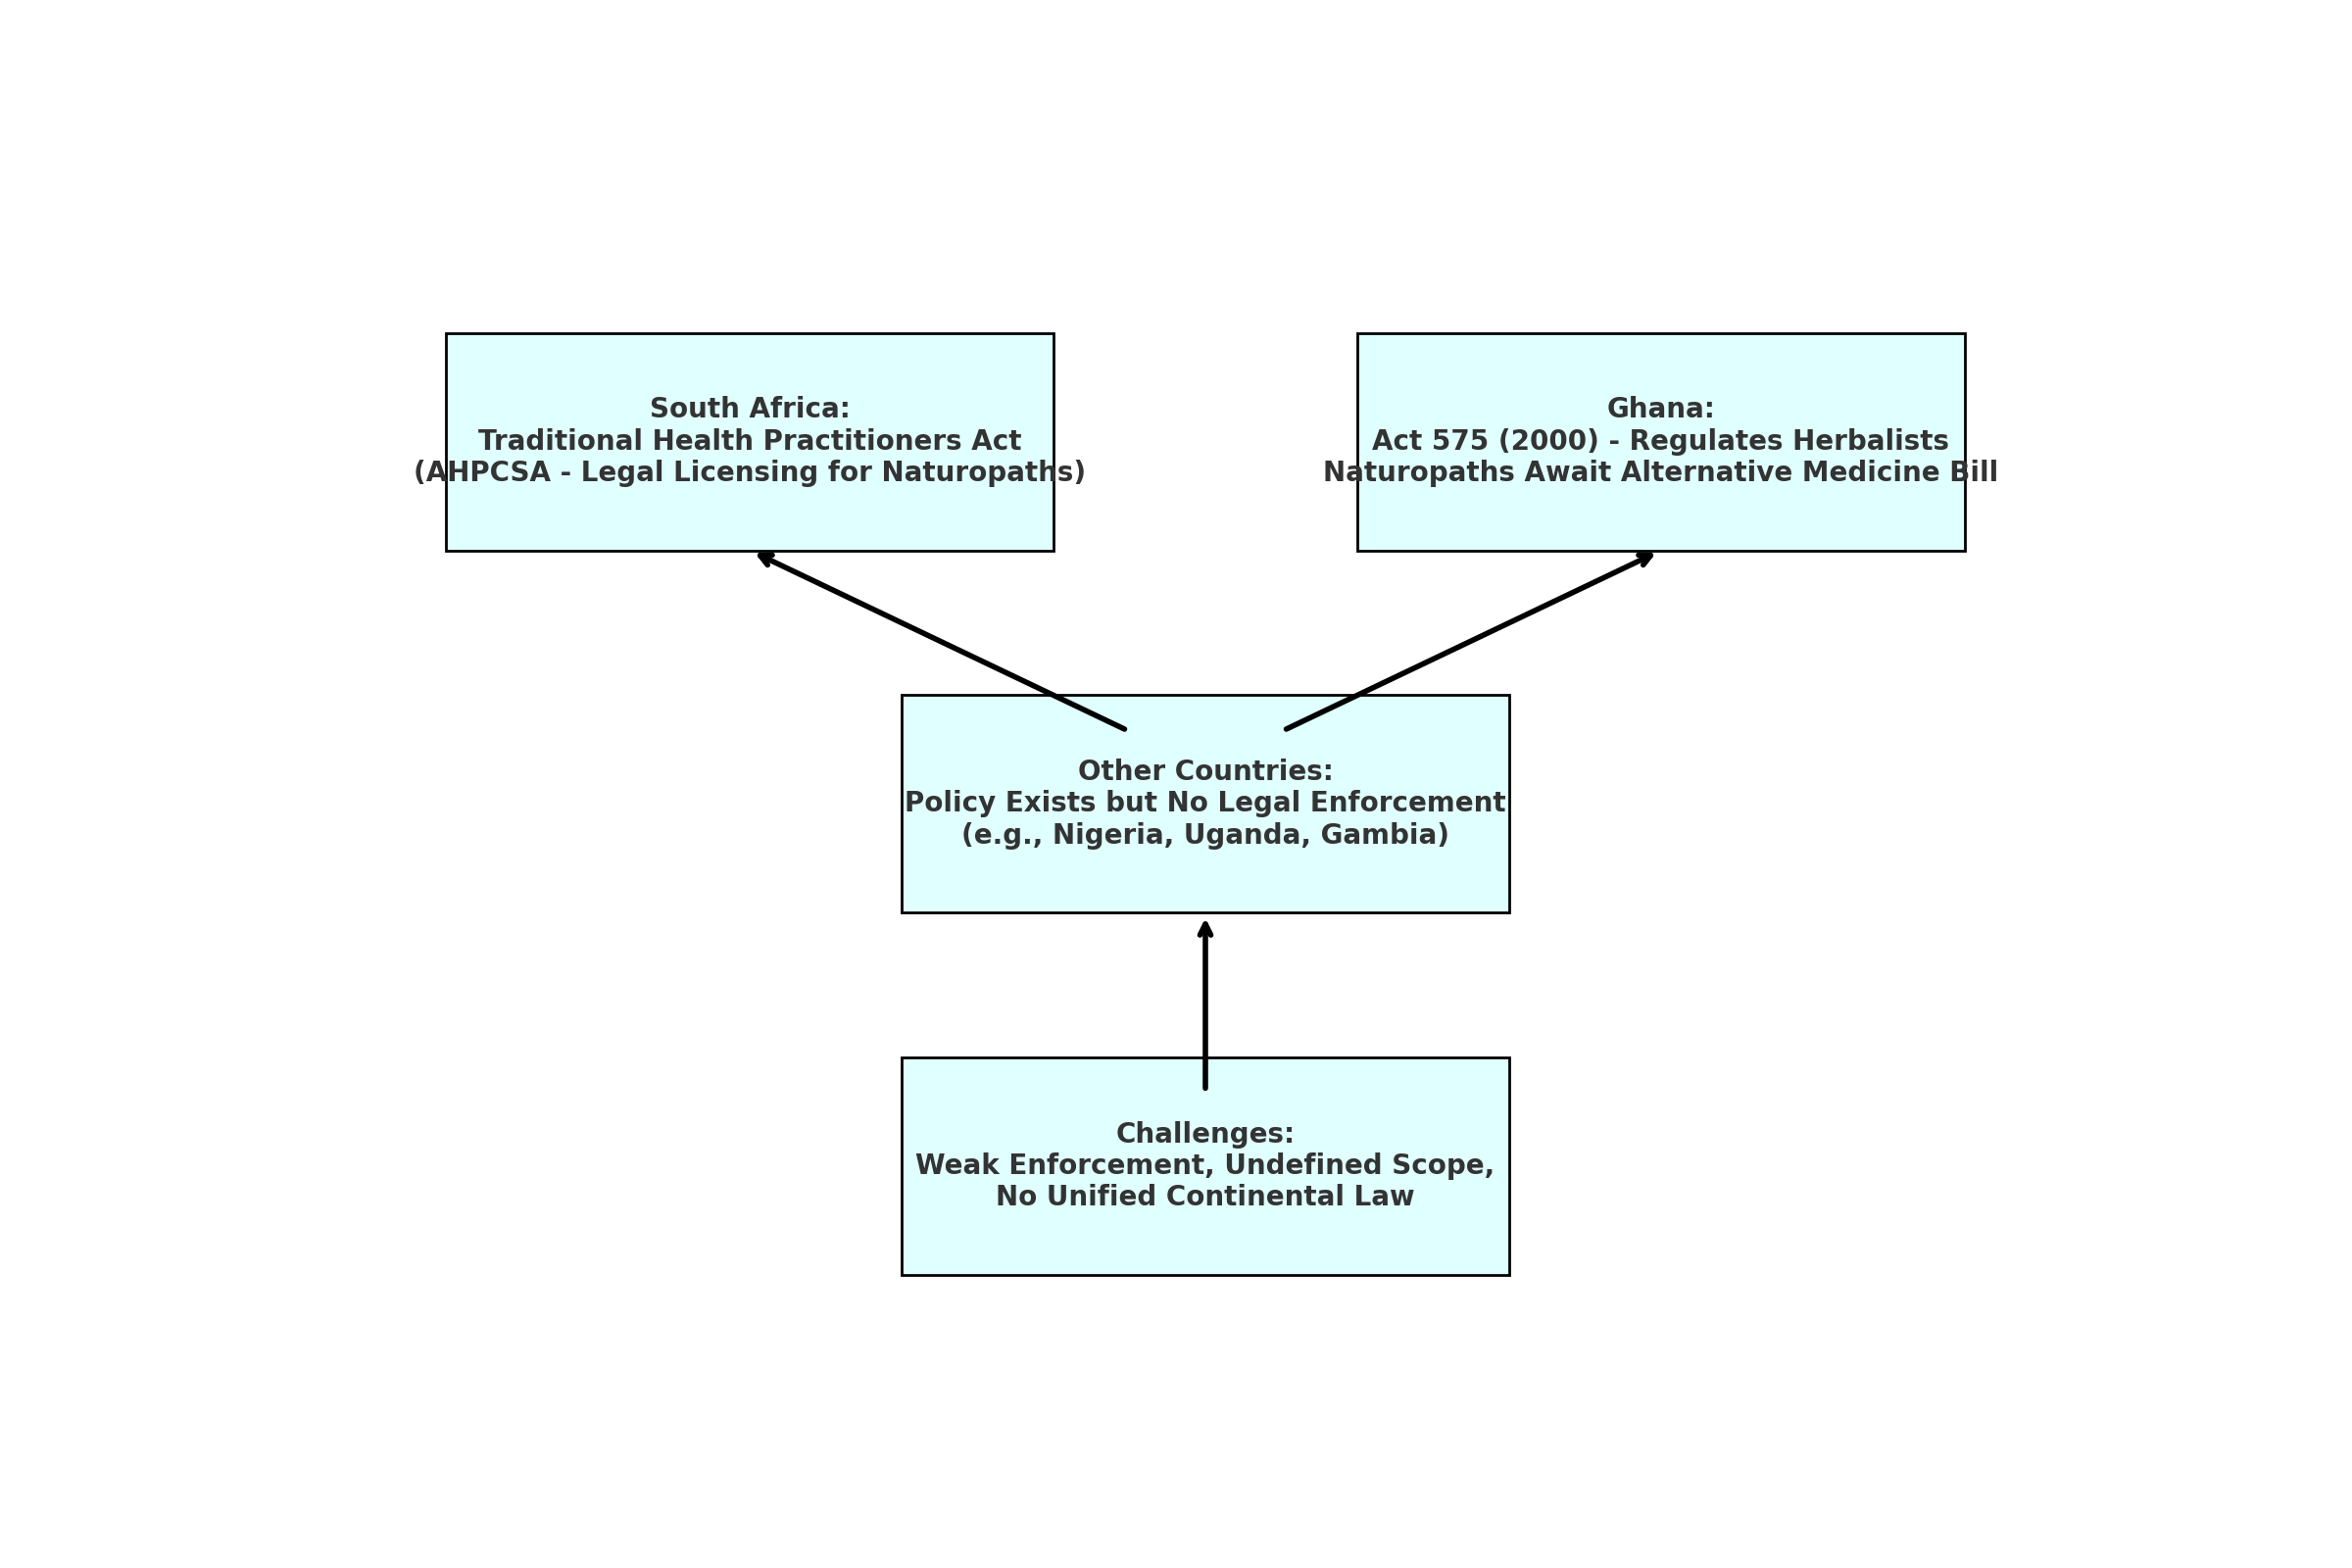 South Africa:
Traditional Health Practitioners Act
(AHPCSA - Legal Licensing for Naturopaths)
Ghana:
Act 575 (2000) - Regulates Herbalists
Naturopaths Await Alternative Medicine Bill
Other Countries:
Policy Exists but No Legal Enforcement
(e.g., Nigeria, Uganda, Gambia)
Challenges:
Weak Enforcement, Undefined Scope,
No Unified Continental Law